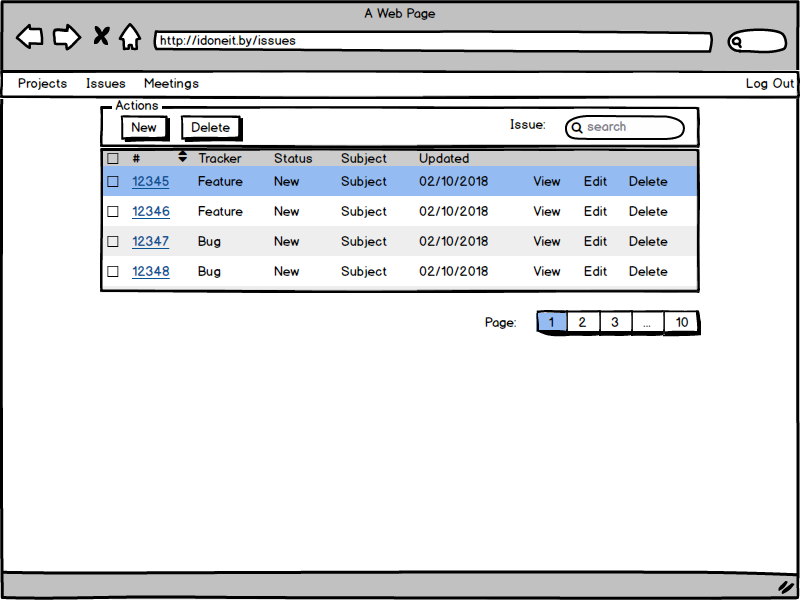 A Web Page
http://idoneit.by/issues
Projects Issues Meetings Log Out
Actions
New Delete Issue: search
# Tracker Status Subject Updated
12345 Feature New Subject 02/10/2018 View Edit Delete
12346 Feature New Subject 02/10/2018 View Edit Delete
12347 Bug New Subject 02/10/2018 View Edit Delete
12348 Bug New Subject 02/10/2018 View Edit Delete
Page: 1 2 3 ... 10